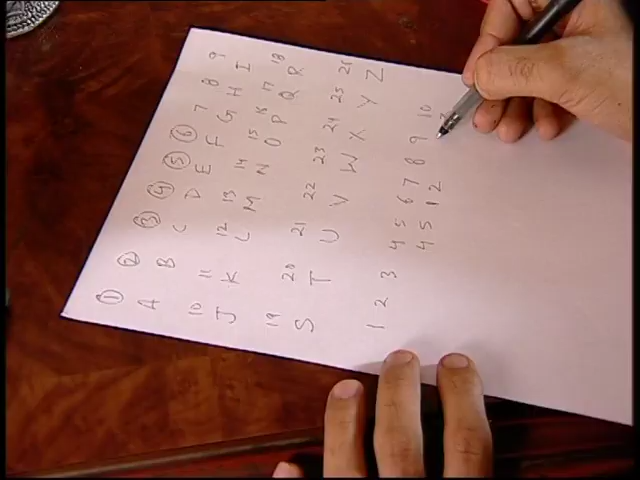 1 2 3 4 5 6 7 8 9
A B C D E F G H I
10 11 12 13 14 15 16 17 18
J K L M N O P Q R
19 20 21 22 23 24 25 26
S T U V W X Y Z
1 2 3 4 5 6 7 8 9 10
4 5 1 2